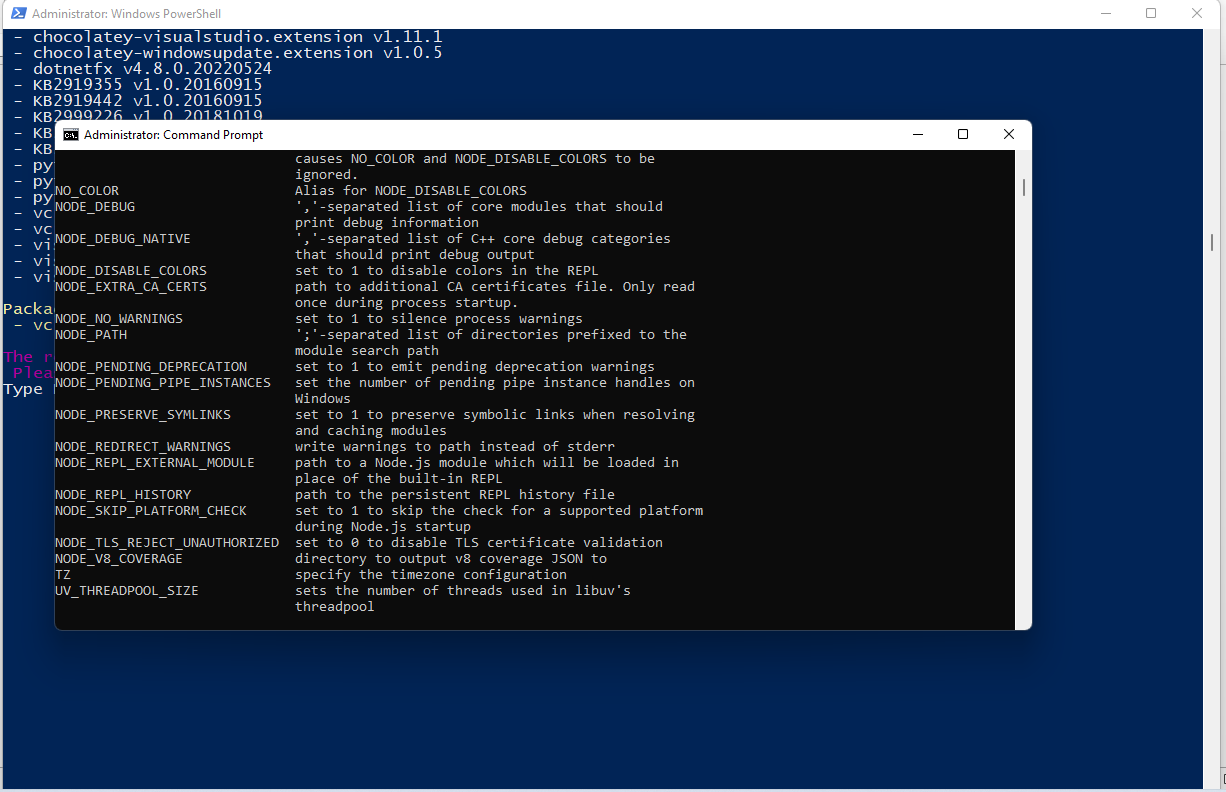 Administrator: Windows PowerShell
- chocolatey-visualstudio.extension v1.11.1
- chocolatey-windowsupdate.extension v1.0.5
- dotnetfx v4.8.0.20220524
- KB2919355 v1.0.20160915
- KB2919442 v1.0.20160915
- KB2999226 v1.0.20181019
- KB
- KB
- py
- py
- py
- vc
- vc
- vi
- vi
- vi
Packa
- vc
The r
Plea
Type
Administrator: Command Prompt
causes NO_COLOR and NODE_DISABLE_COLORS to be
ignored.
NO_COLOR Alias for NODE_DISABLE_COLORS
NODE_DEBUG ','-separated list of core modules that should
print debug information
NODE_DEBUG_NATIVE ','-separated list of C++ core debug categories
that should print debug output
NODE_DISABLE_COLORS set to 1 to disable colors in the REPL
NODE_EXTRA_CA_CERTS path to additional CA certificates file. Only read
once during process startup.
NODE_NO_WARNINGS set to 1 to silence process warnings
NODE_PATH ';'-separated list of directories prefixed to the
module search path
NODE_PENDING_DEPRECATION set to 1 to emit pending deprecation warnings
NODE_PENDING_PIPE_INSTANCES set the number of pending pipe instance handles on
Windows
NODE_PRESERVE_SYMLINKS set to 1 to preserve symbolic links when resolving
and caching modules
NODE_REDIRECT_WARNINGS write warnings to path instead of stderr
NODE_REPL_EXTERNAL_MODULE path to a Node.js module which will be loaded in
place of the built-in REPL
NODE_REPL_HISTORY path to the persistent REPL history file
NODE_SKIP_PLATFORM_CHECK set to 1 to skip the check for a supported platform
during Node.js startup
NODE_TLS_REJECT_UNAUTHORIZED set to 0 to disable TLS certificate validation
NODE_V8_COVERAGE directory to output v8 coverage JSON to
TZ specify the timezone configuration
UV_THREADPOOL_SIZE sets the number of threads used in libuv's
threadpool